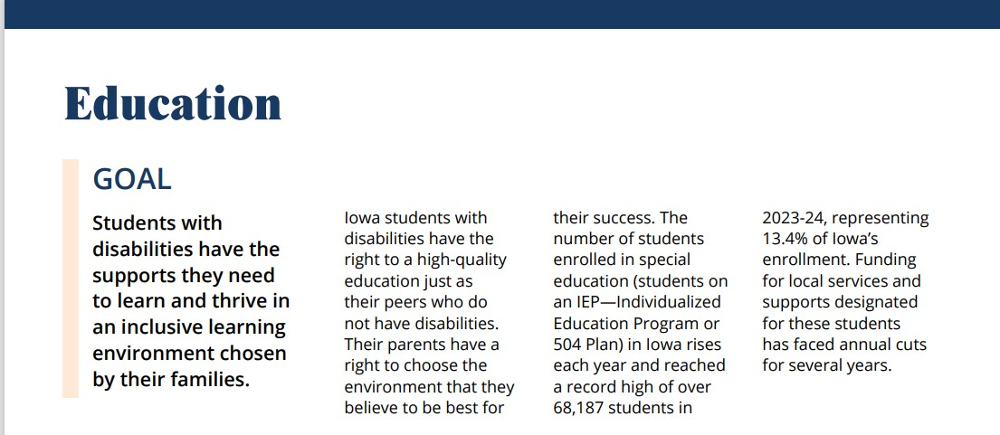 Education
GOAL
Students with
disabilities have the
supports they need
to learn and thrive in
an inclusive learning
environment chosen
by their families.
Iowa students with
disabilities have the
right to a high-quality
education just as
their peers who do
not have disabilities.
Their parents have a
right to choose the
environment that they
believe to be best for
their success. The
number of students
enrolled in special
education (students on
an IEP—Individualized
Education Program or
504 Plan) in Iowa rises
each year and reached
a record high of over
68,187 students in
2023-24, representing
13.4% of Iowa’s
enrollment. Funding
for local services and
supports designated
for these students
has faced annual cuts
for several years.